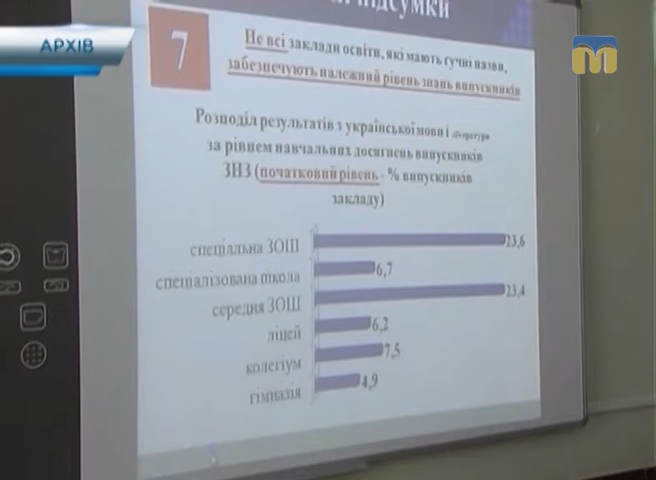 підсумки
АРХІВ
7
Не всі заклади освіти, які мають гучні назви,
забезпечують належний рівень знань випускників
Розподіл результатів з української мови і літератури
за рівнем навчальних досягнень випускників
ЗНЗ (початковий рівень - % випускників
закладу)
спеціальна ЗОШ 23,6
спеціалізована школа 6,7
середня ЗОШ 23,4
ліцей 6,2
колегіум 7,5
гімназія 4,9